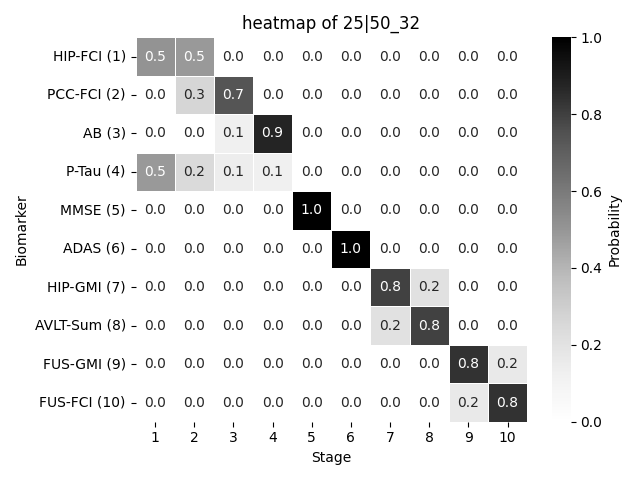 heatmap of 25|50_32
HIP-FCI (1) 0.5 0.5 0.0 0.0 0.0 0.0 0.0 0.0 0.0 0.0
PCC-FCI (2) 0.0 0.3 0.7 0.0 0.0 0.0 0.0 0.0 0.0 0.0
AB (3) 0.0 0.0 0.1 0.9 0.0 0.0 0.0 0.0 0.0 0.0
P-Tau (4) 0.5 0.2 0.1 0.1 0.0 0.0 0.0 0.0 0.0 0.0
MMSE (5) 0.0 0.0 0.0 0.0 1.0 0.0 0.0 0.0 0.0 0.0
ADAS (6) 0.0 0.0 0.0 0.0 0.0 1.0 0.0 0.0 0.0 0.0
HIP-GMI (7) 0.0 0.0 0.0 0.0 0.0 0.0 0.8 0.2 0.0 0.0
AVLT-Sum (8) 0.0 0.0 0.0 0.0 0.0 0.0 0.2 0.8 0.0 0.0
FUS-GMI (9) 0.0 0.0 0.0 0.0 0.0 0.0 0.0 0.0 0.8 0.2
FUS-FCI (10) 0.0 0.0 0.0 0.0 0.0 0.0 0.0 0.0 0.2 0.8
1 2 3 4 5 6 7 8 9 10
Stage
Biomarker
1.0
0.8
0.6
0.4
0.2
0.0
Probability